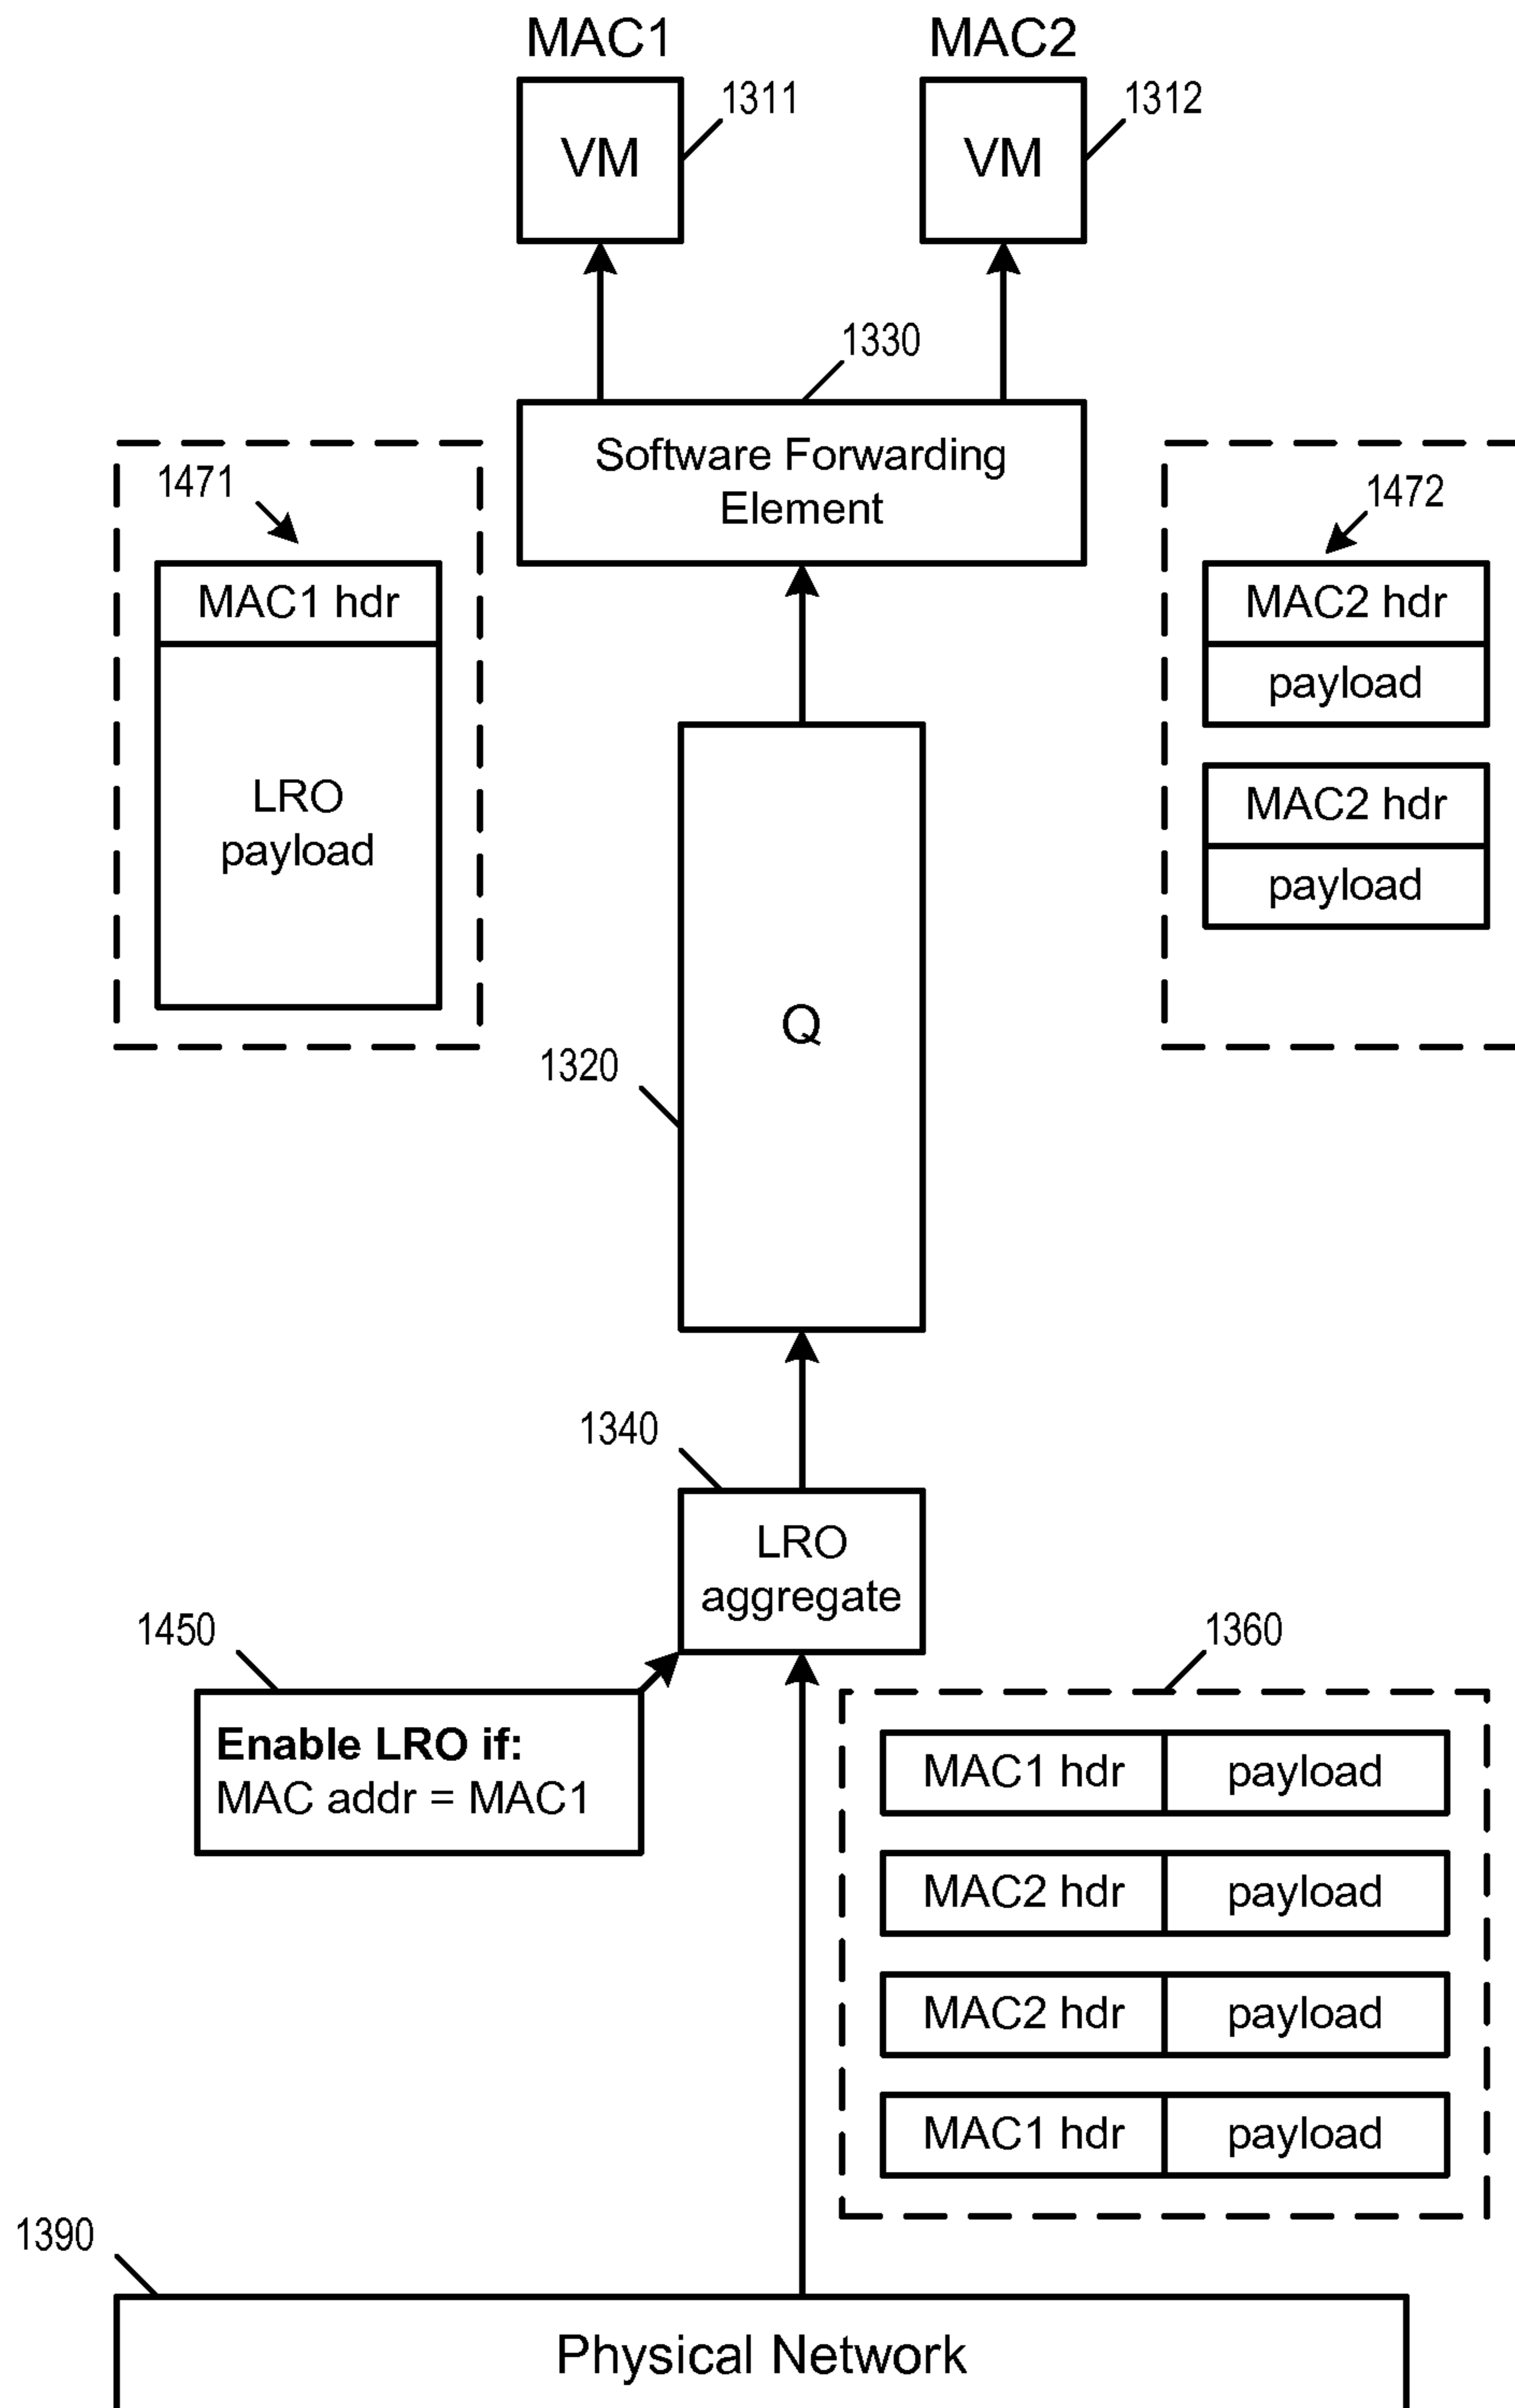 MAC1 MAC2
1311 1312
VM VM
1330
Software Forwarding
Element
1471
MAC1 hdr
LRO
payload
1472
MAC2 hdr
payload
MAC2 hdr
payload
Q
1320
1340
LRO
aggregate
1450
Enable LRO if:
MAC addr = MAC1
1360
MAC1 hdr payload
MAC2 hdr payload
MAC2 hdr payload
MAC1 hdr payload
1390
Physical Network